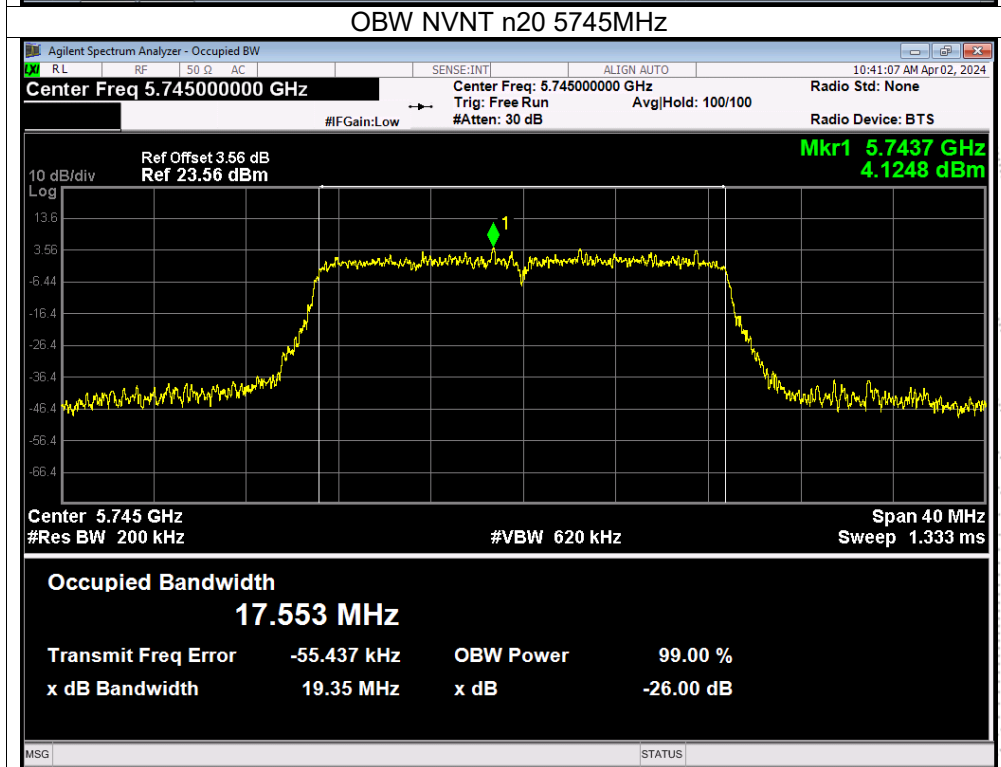 OBW NVNT n20 5745MHz
Agilent Spectrum Analyzer - Occupied BW
LXI RL RF 50 Ω AC SENSE:INT ALIGN AUTO 10:41:07 AM Apr 02, 2024
Center Freq 5.745000000 GHz Center Freq: 5.745000000 GHz Radio Std: None
Trig: Free Run Avg|Hold: 100/100
#IFGain:Low #Atten: 30 dB Radio Device: BTS
Mkr1 5.7437 GHz
4.1248 dBm
Ref Offset 3.56 dB
10 dB/div Ref 23.56 dBm
Log
13.6
1
3.56
-6.44
-16.4
-26.4
-36.4
-46.4
-56.4
-66.4
Center 5.745 GHz Span 40 MHz
#Res BW 200 kHz #VBW 620 kHz Sweep 1.333 ms
Occupied Bandwidth
17.553 MHz
Transmit Freq Error -55.437 kHz OBW Power 99.00 %
x dB Bandwidth 19.35 MHz x dB -26.00 dB
MSG STATUS